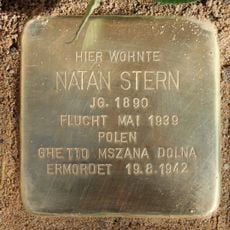 HIER WOHNTE
NATAN STERN
JG. 1890
FLUCHT MAI 1939
POLEN
GHETTO MSZANA DOLNA
ERMORDET 19.8.1942